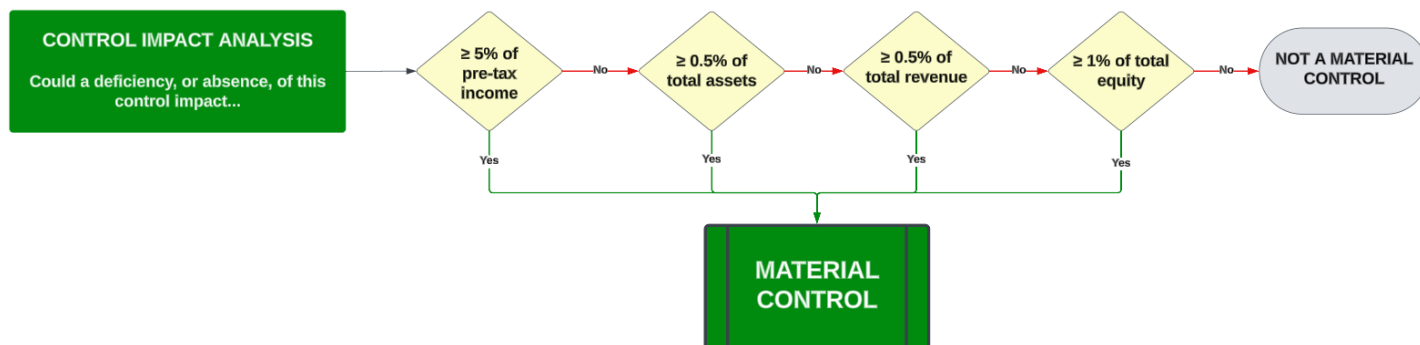 CONTROL IMPACT ANALYSIS
Could a deficiency, or absence, of this
control impact...
≥ 5% of
pre-tax
income
No
≥ 0.5% of
total assets
No
≥ 0.5% of
total revenue
No
≥ 1% of total
equity
No
NOT A MATERIAL
CONTROL
Yes
Yes
Yes
Yes
MATERIAL
CONTROL